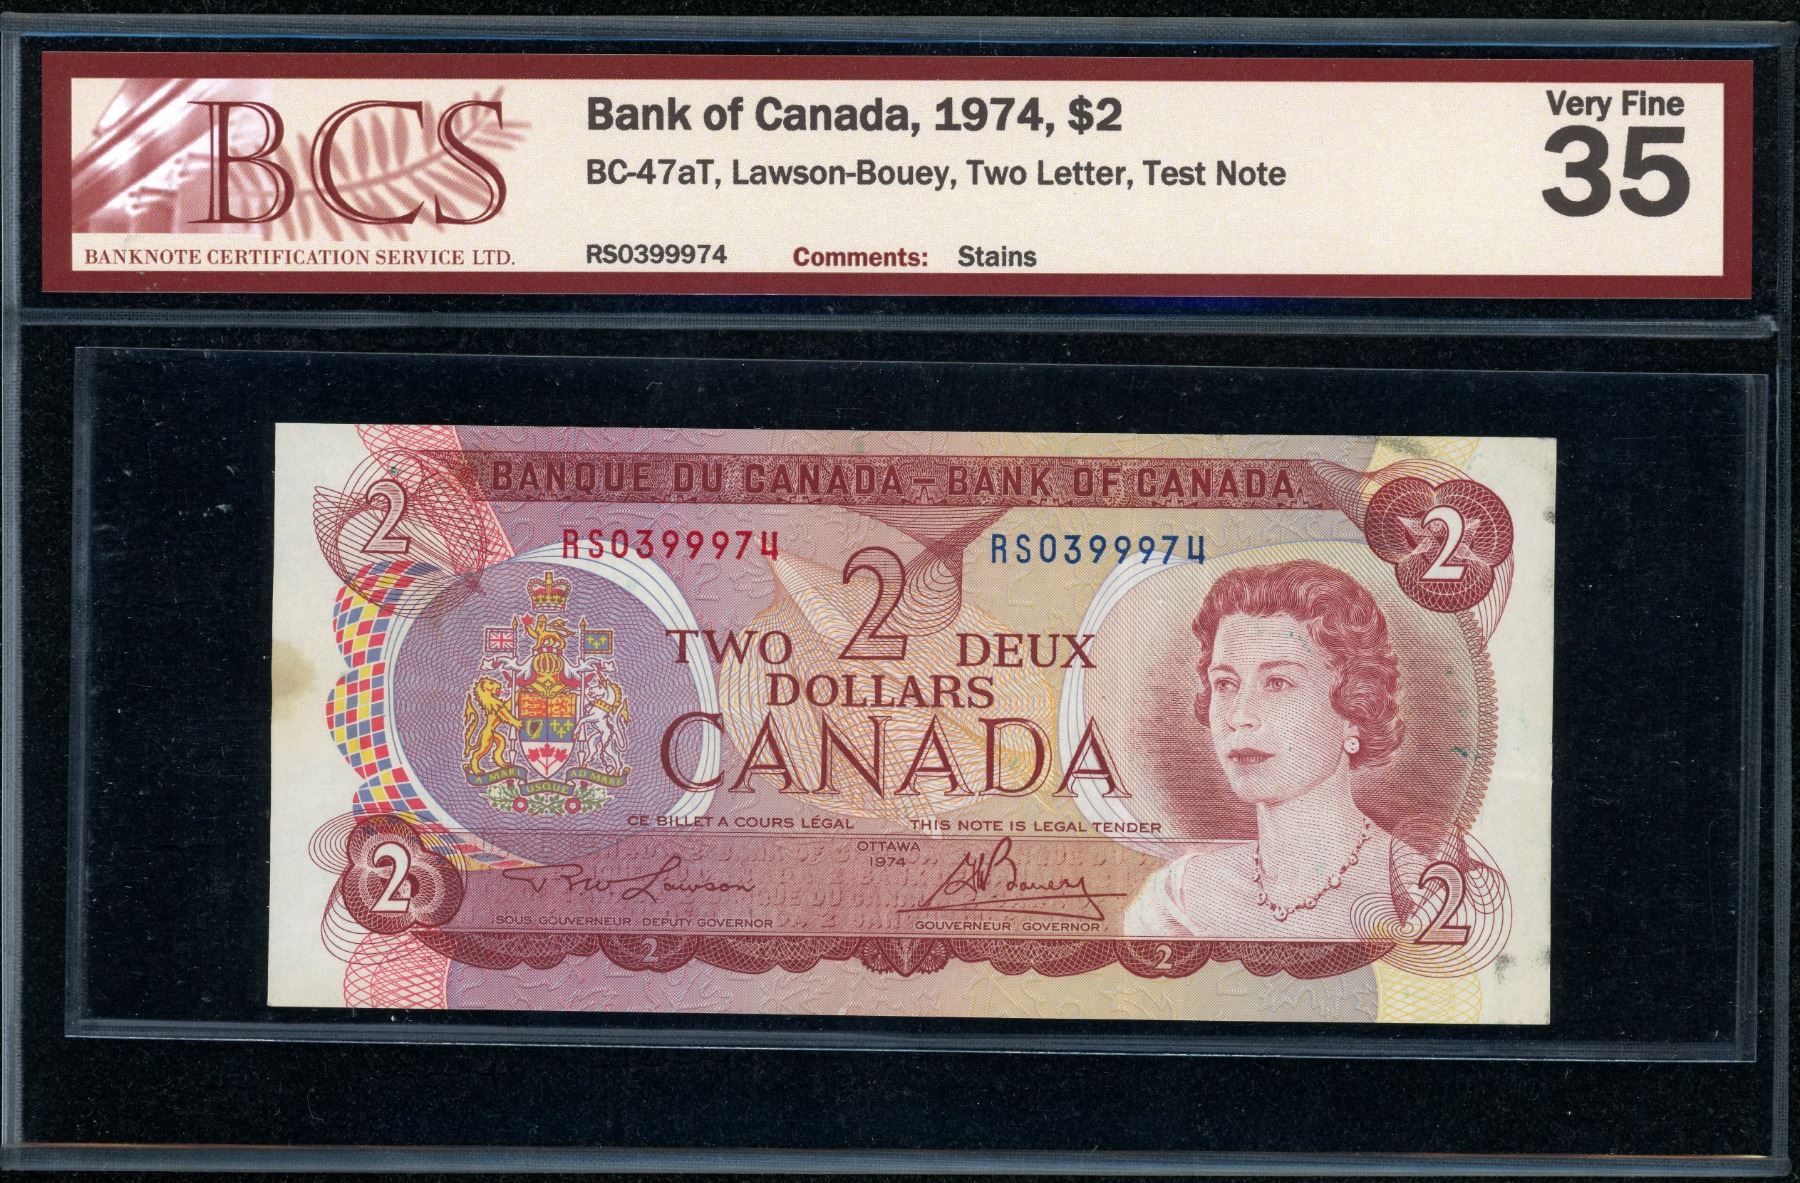 BCS
BANKNOTE CERTIFICATION SERVICE LTD.
Bank of Canada, 1974, $2
BC-47aT, Lawson-Bouey, Two Letter, Test Note
RS0399974 Comments: Stains
Very Fine
35
BANQUE DU CANADA – BANK OF CANADA
2
2
RS0399974
RS0399974
2
TWO DEUX
DOLLARS
CANADA
A MARI USQUE AD MARE
CE BILLET A COURS LÉGAL THIS NOTE IS LEGAL TENDER
OTTAWA
1974
R W Lawson
G K Bouey
SOUS-GOUVERNEUR DEPUTY GOVERNOR
GOUVERNEUR GOVERNOR
2
2
2
2